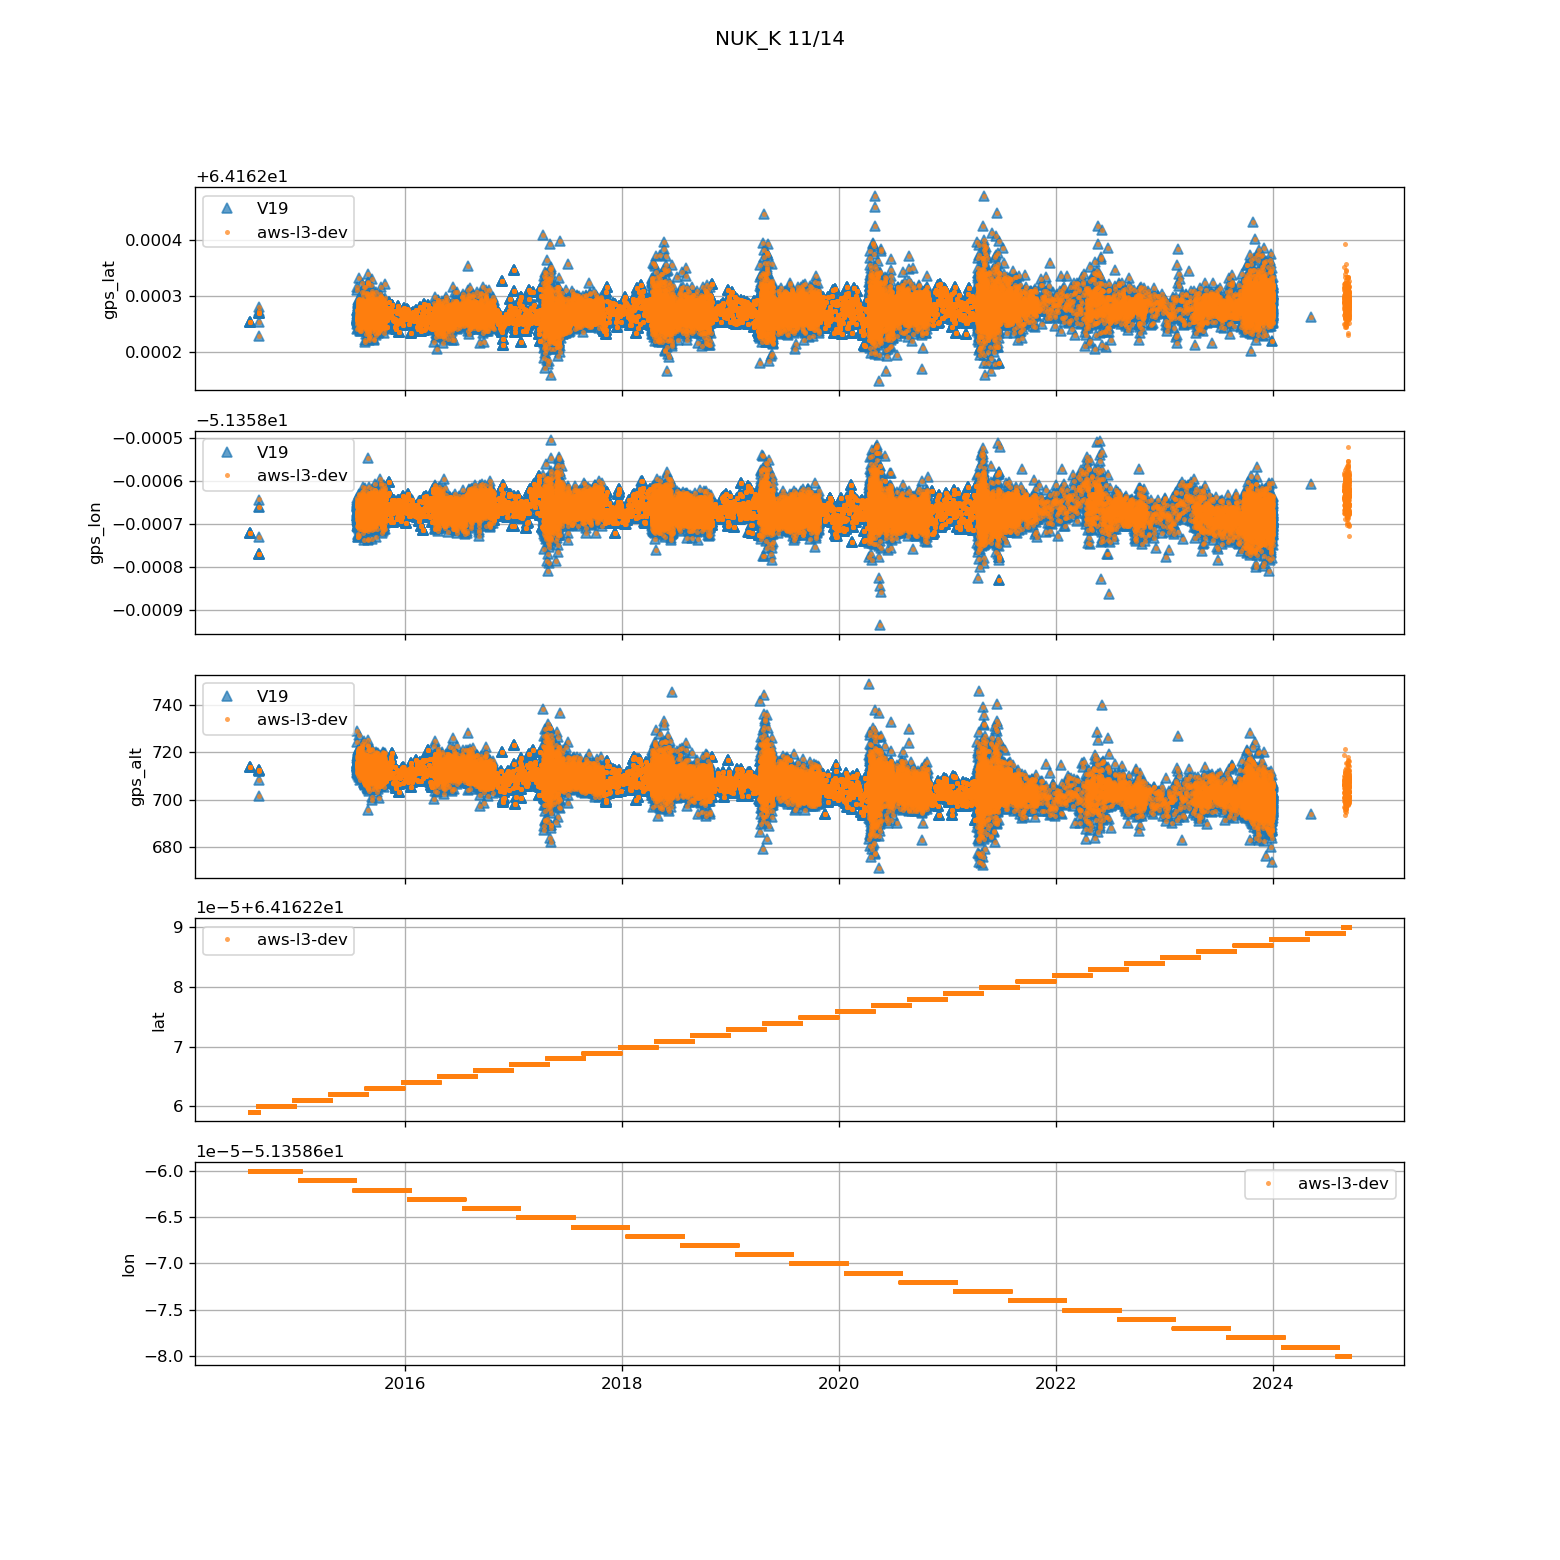 NUK_K 11/14
+6.4162e1
V19
aws-l3-dev
0.0004
0.0003
0.0002
gps_lat
−5.1358e1
V19
aws-l3-dev
−0.0005
−0.0006
−0.0007
−0.0008
−0.0009
gps_lon
V19
aws-l3-dev
740
720
700
680
gps_alt
1e−5+6.41622e1
aws-l3-dev
9
8
7
6
lat
1e−5−5.13586e1
aws-l3-dev
−6.0
−6.5
−7.0
−7.5
−8.0
lon
2016 2018 2020 2022 2024